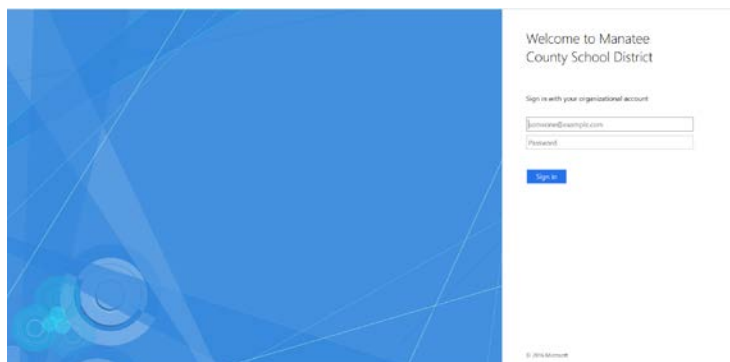 Welcome to Manatee
County School District
Sign in with your organizational account
someone@example.com
Password
Sign in
© 2016 Microsoft